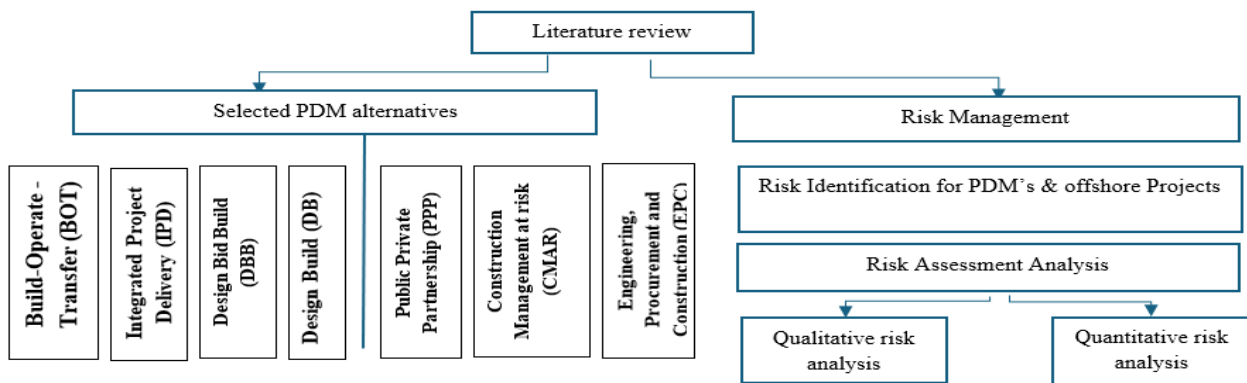 Literature review
Selected PDM alternatives
Risk Management
Build-Operate -
Transfer (BOT)
Integrated Project
Delivery (IPD)
Design Bid Build
(DBB)
Design Build (DB)
Public Private
Partnership (PPP)
Construction
Management at risk
(CMAR)
Engineering,
Procurement and
Construction (EPC)
Risk Identification for PDM's & offshore Projects
Risk Assessment Analysis
Qualitative risk
analysis
Quantitative risk
analysis